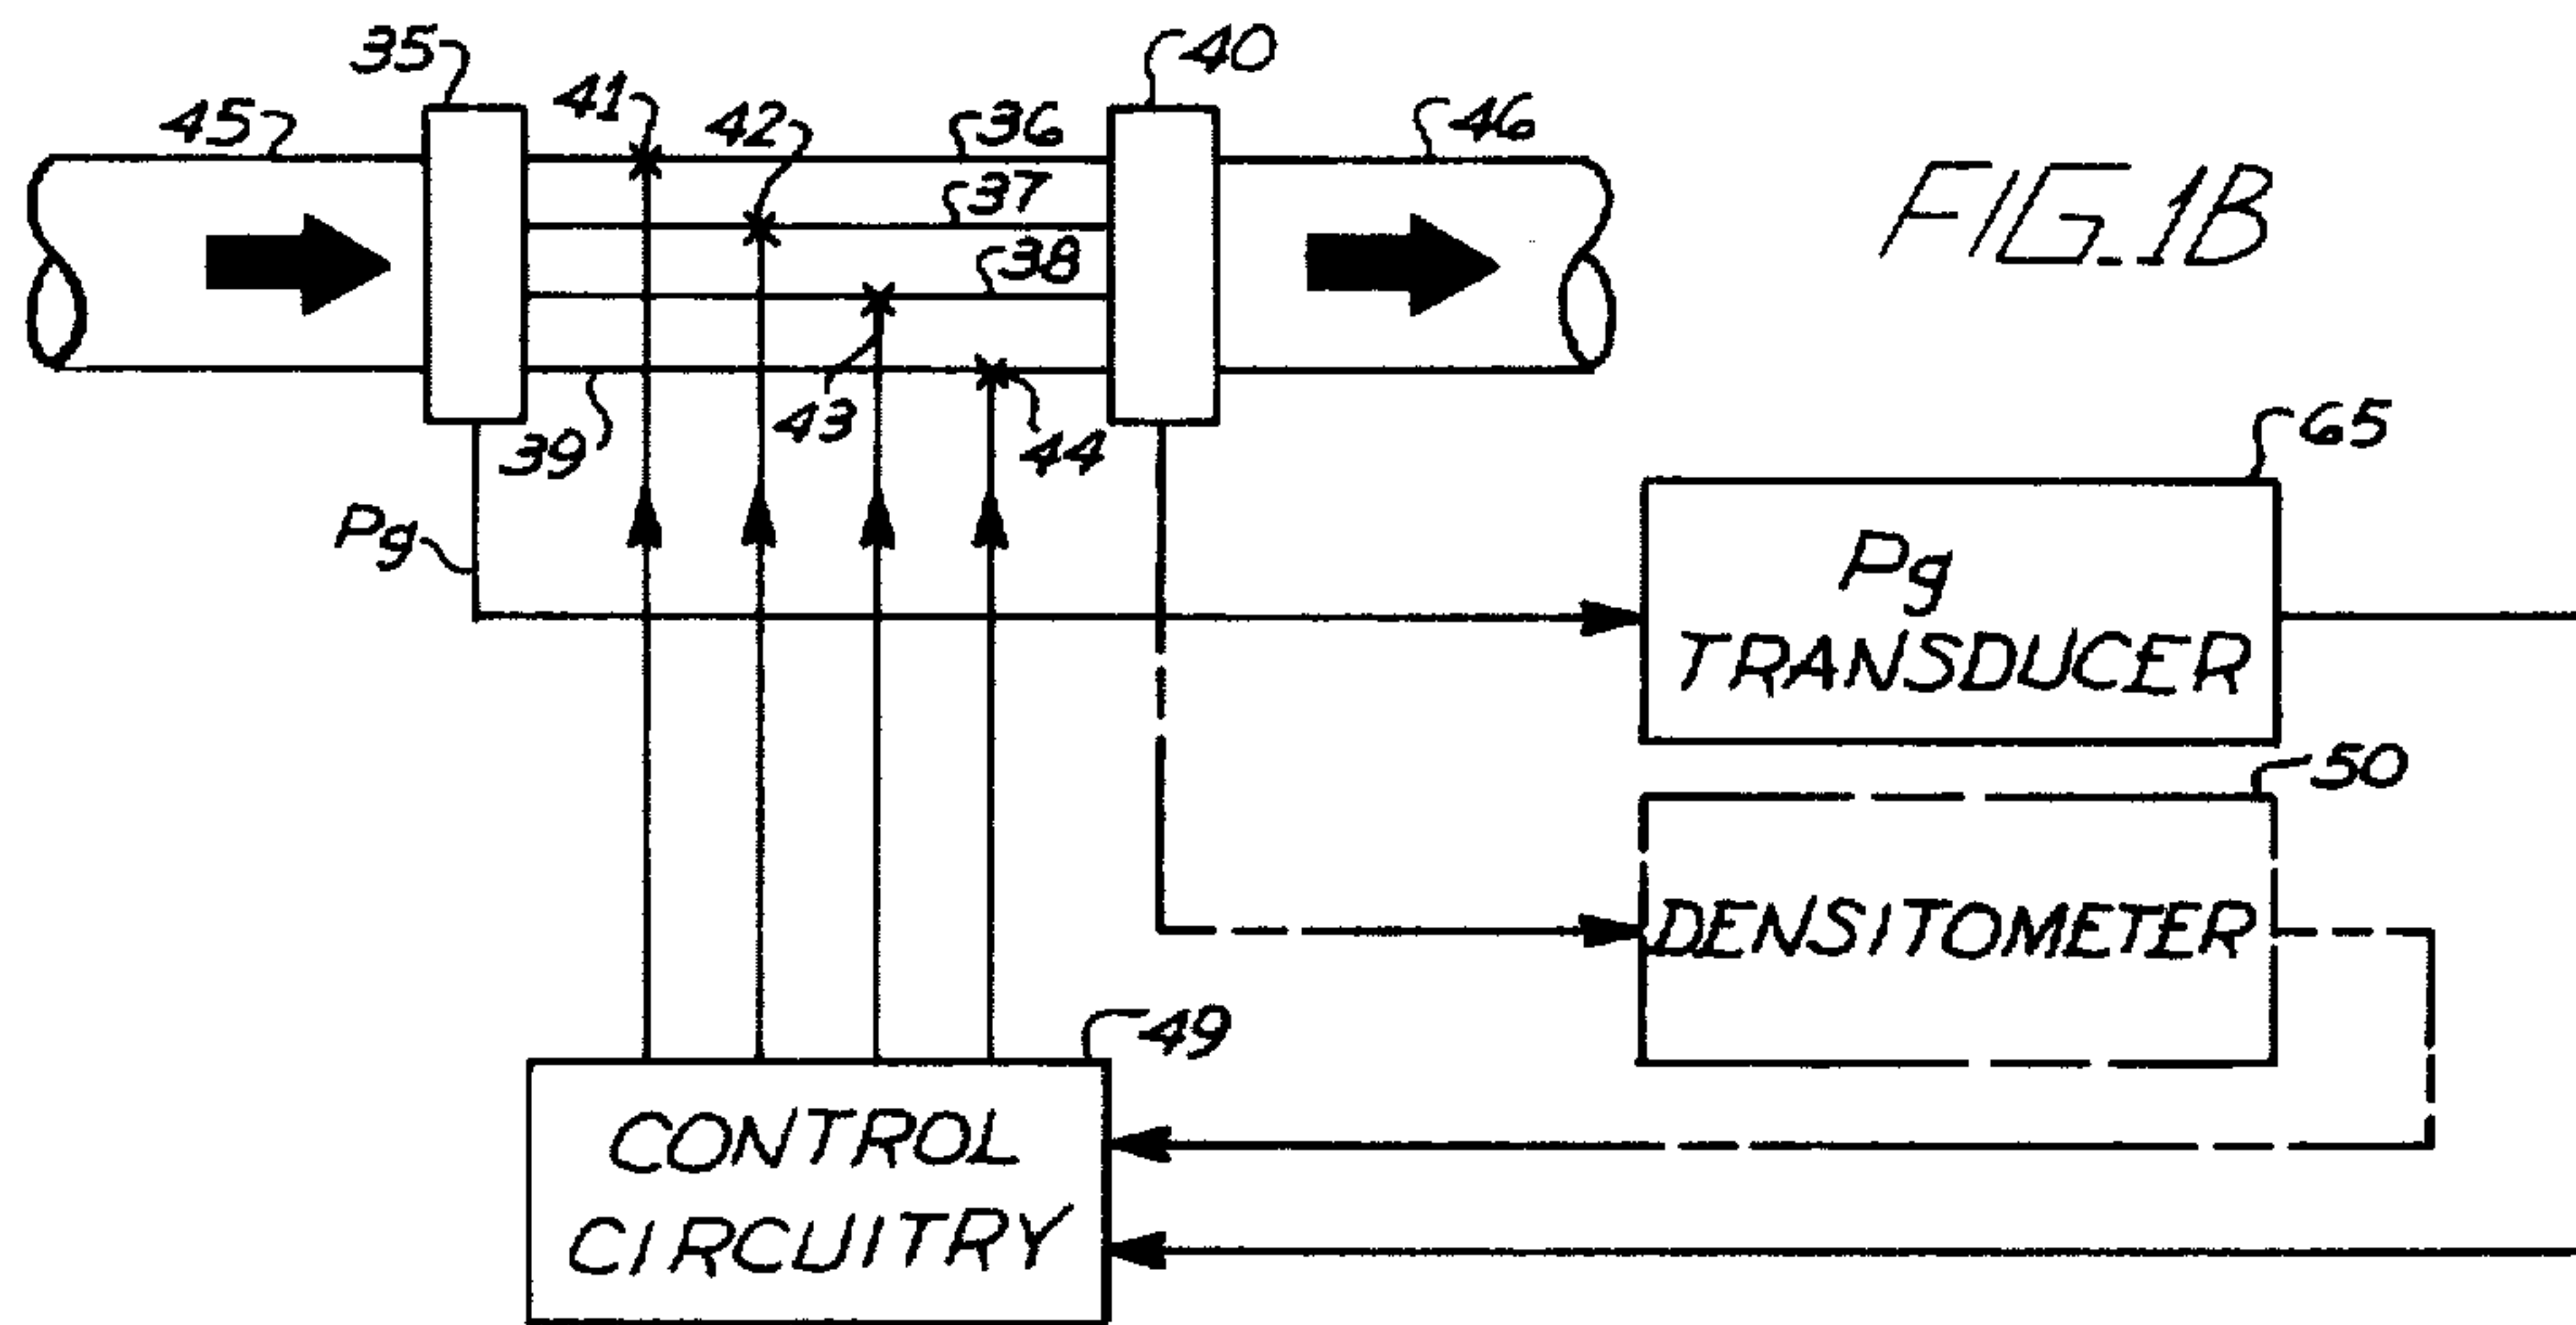 35
40
41
42
36
45
46
37
38
FIG. 1B
43
39
44
65
Pg
Pg
TRANSDUCER
50
DENSITOMETER
49
CONTROL
CIRCUITRY